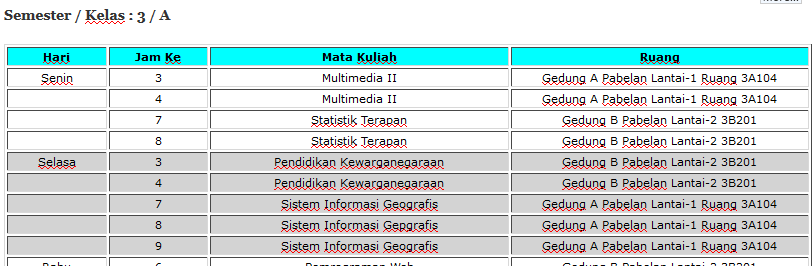 Semester / Kelas : 3 / A
Hari Jam Ke Mata Kuliah Ruang
Senin 3 Multimedia II Gedung A Pabelan Lantai-1 Ruang 3A104
4 Multimedia II Gedung A Pabelan Lantai-1 Ruang 3A104
7 Statistik Terapan Gedung B Pabelan Lantai-2 3B201
8 Statistik Terapan Gedung B Pabelan Lantai-2 3B201
Selasa 3 Pendidikan Kewarganegaraan Gedung B Pabelan Lantai-2 3B201
4 Pendidikan Kewarganegaraan Gedung B Pabelan Lantai-2 3B201
7 Sistem Informasi Geografis Gedung A Pabelan Lantai-1 Ruang 3A104
8 Sistem Informasi Geografis Gedung A Pabelan Lantai-1 Ruang 3A104
9 Sistem Informasi Geografis Gedung A Pabelan Lantai-1 Ruang 3A104